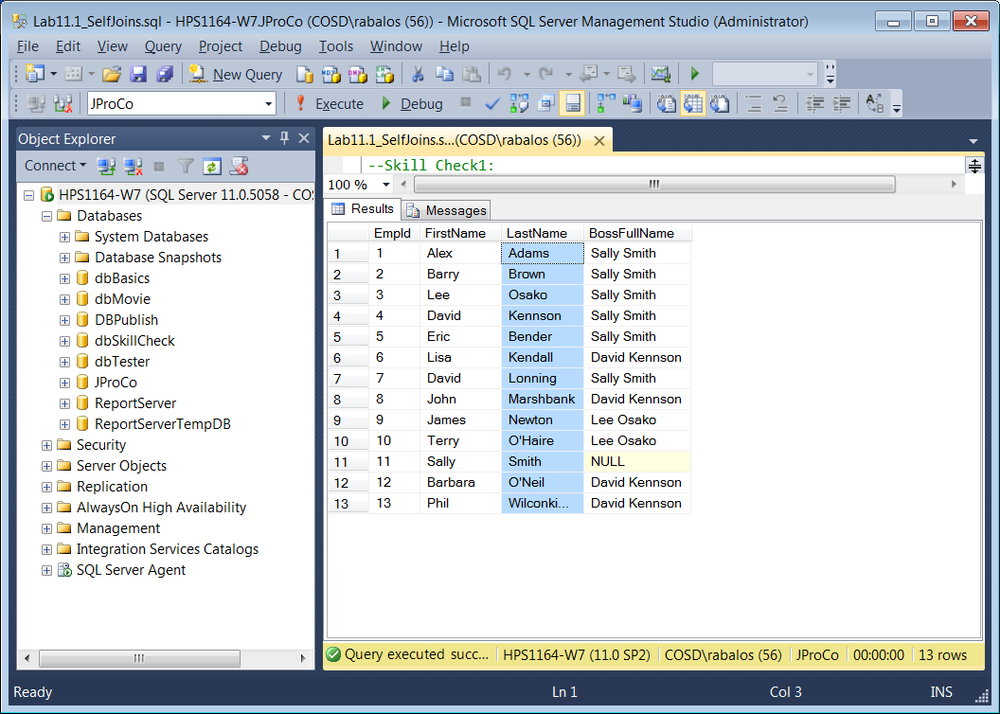 Lab11.1_SelfJoins.sql - HPS1164-W7.JProCo (COSD\rabalos (56)) - Microsoft SQL Server Management Studio (Administrator)
File Edit View Query Project Debug Tools Window Help
New Query
JProCo Execute Debug
Object Explorer
Connect
HPS1164-W7 (SQL Server 11.0.5058 - COS
Databases
System Databases
Database Snapshots
dbBasics
dbMovie
DBPublish
dbSkillCheck
dbTester
JProCo
ReportServer
ReportServerTempDB
Security
Server Objects
Replication
AlwaysOn High Availability
Management
Integration Services Catalogs
SQL Server Agent
Lab11.1_SelfJoins.s...(COSD\rabalos (56))
--Skill Check1:
100 %
Results Messages
EmpId FirstName LastName BossFullName
1 1 Alex Adams Sally Smith
2 2 Barry Brown Sally Smith
3 3 Lee Osako Sally Smith
4 4 David Kennson Sally Smith
5 5 Eric Bender Sally Smith
6 6 Lisa Kendall David Kennson
7 7 David Lonning Sally Smith
8 8 John Marshbank David Kennson
9 9 James Newton Lee Osako
10 10 Terry O'Haire Lee Osako
11 11 Sally Smith NULL
12 12 Barbara O'Neil David Kennson
13 13 Phil Wilconki... David Kennson
Query executed succ... HPS1164-W7 (11.0 SP2) COSD\rabalos (56) JProCo 00:00:00 13 rows
Ready Ln 1 Col 3 INS